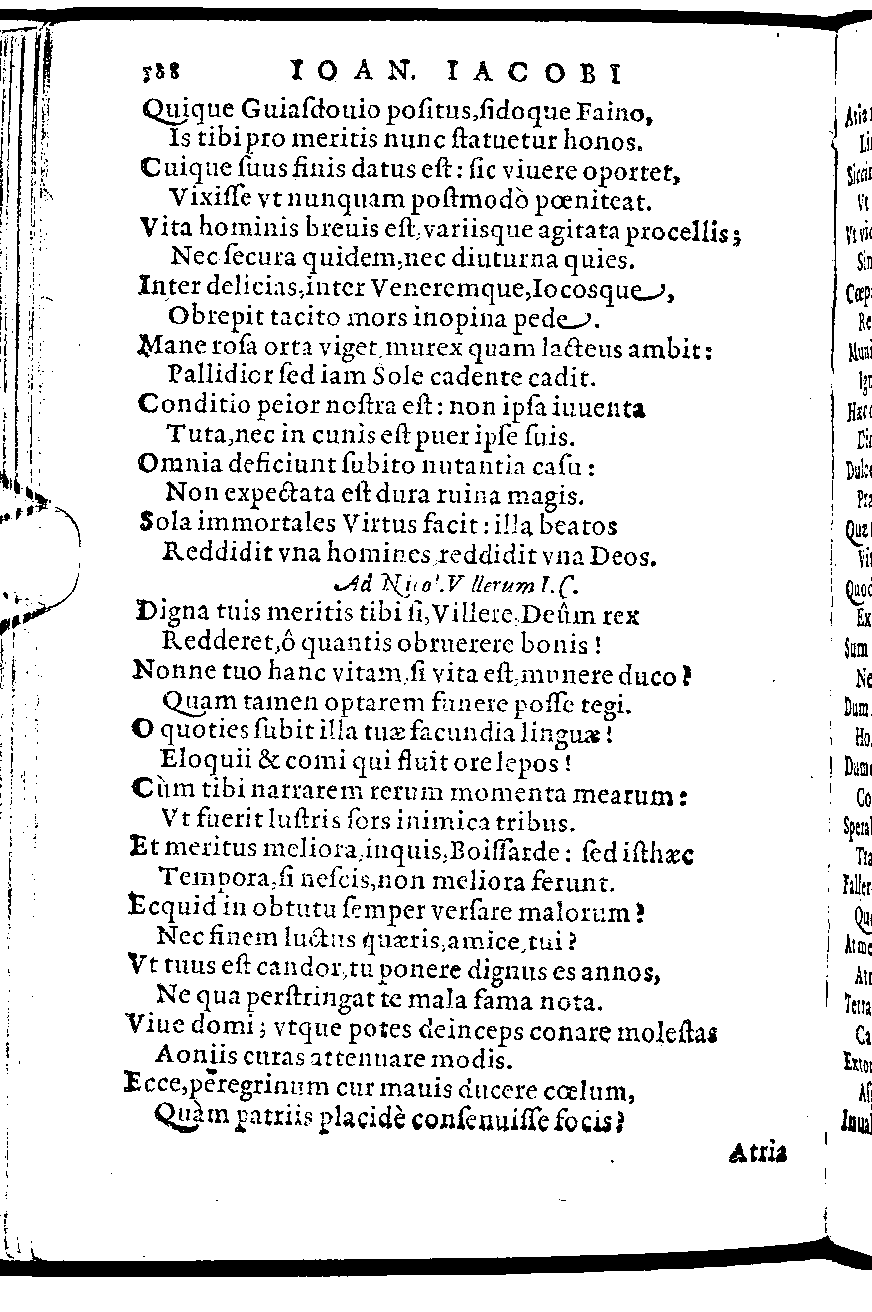 588 IOAN. IACOBI
Quique Guiaſdouio poſitus, ſidoque Faino,
Is tibi pro meritis nunc ſtatuetur honos.
Cuique ſuus finis datus eſt: ſic viuere oportet,
Vixiſſe vt nunquam poſtmodò pœniteat.
Vita hominis breuis eſt, variisque agitata procellis;
Nec ſecura quidem, nec diuturna quies.
Inter delicias, inter Veneremque, Iocosque,
Obrepit tacito mors inopina pede.
Mane roſa orta viget, murex quam lacteus ambit:
Pallidior ſed iam Sole cadente cadit.
Conditio peior noſtra eſt: non ipſa iuuenta
Tuta, nec in cunis eſt puer ipſe ſuis.
Omnia deficiunt ſubito nutantia caſu:
Non expectata eſt dura ruina magis.
Sola immortales Virtus facit: illa beatos
Reddidit vna homines, reddidit vna Deos.
Ad Villerum I. C.
Digna tuis meritis tibi ſi, Villere, Deûm rex
Redderet, ô quantis obruerere bonis!
Nonne tuo hanc vitam, ſi vita eſt, munere duco?
Quam tamen optarem funere poſſe tegi.
O quoties ſubit illa tuæ facundia linguæ!
Eloquii & comi qui fluit ore lepos!
Cùm tibi narrarem rerum momenta mearum:
Vt fuerit luſtris ſors inimica tribus.
Et meritus meliora, inquis, Boiſſarde: ſed iſthæc
Tempora, ſi neſcis, non meliora ferunt.
Ecquid in obtutu ſemper verſare malorum?
Nec finem luctus quæris, amice, tui?
Vt tuus eſt candor, tu ponere dignus es annos,
Ne qua perſtringat te mala fama nota.
Viue domi; vtque potes deinceps conare moleſtas
Aoniis curas attenuare modis.
Ecce, peregrinum cur mauis ducere cœlum,
Quàm patriis placidè conſenuiſſe focis?
Atria